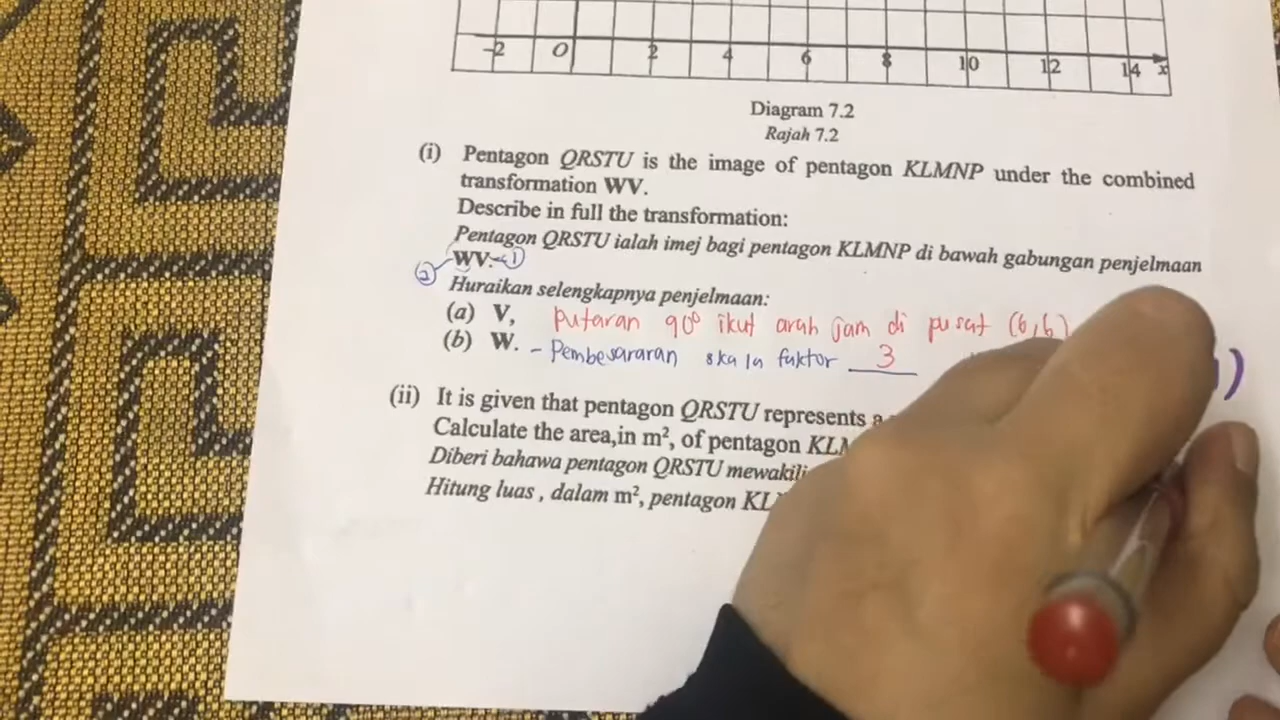 -2 O 2 4 6 8 10 12 14 x
Diagram 7.2
Rajah 7.2
(i) Pentagon QRSTU is the image of pentagon KLMNP under the combined
transformation WV.
Describe in full the transformation:
Pentagon QRSTU ialah imej bagi pentagon KLMNP di bawah gabungan penjelmaan
② WV. ①
Huraikan selengkapnya penjelmaan:
(a) V, Putaran 90° ikut arah jam di pusat (6,6)
(b) W. - Pembesararan skala faktor 3 )
(ii) It is given that pentagon QRSTU represents a
Calculate the area,in m², of pentagon
Diberi bahawa pentagon QRSTU mewakili
Hitung luas , dalam m², pentagon